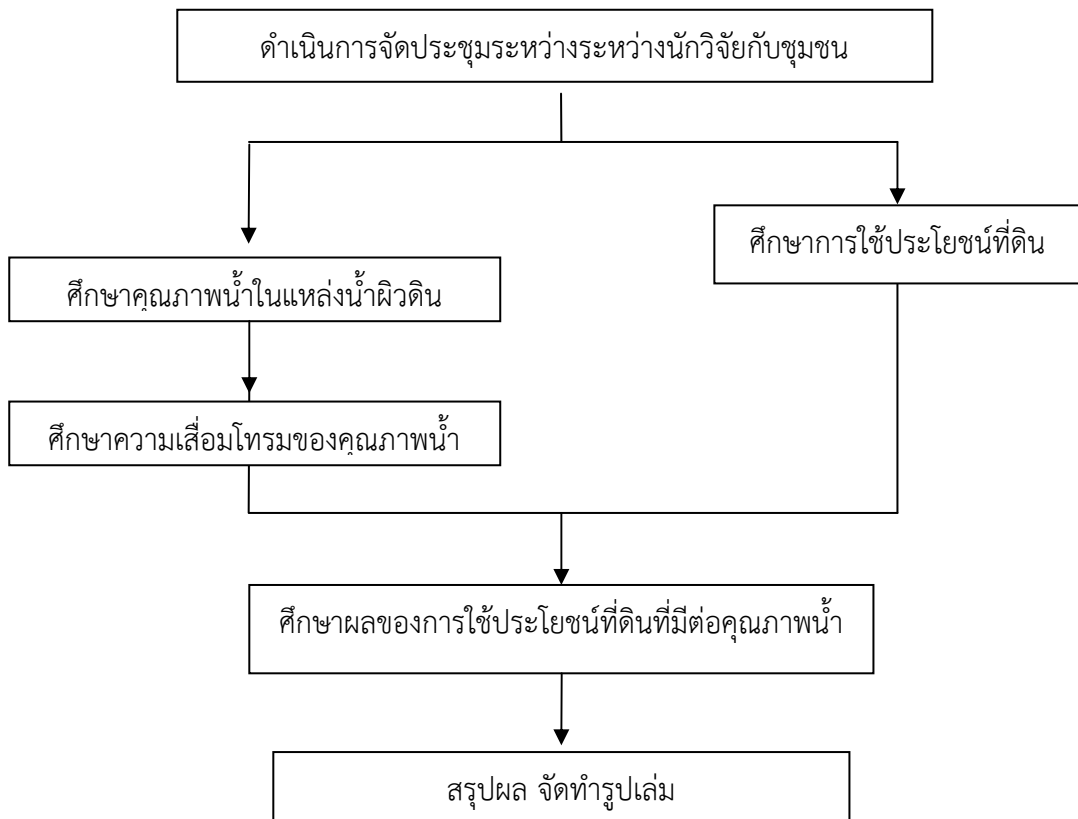 ดำเนินการจัดประชุมระหว่างระหว่างนักวิจัยกับชุมชน
ศึกษาการใช้ประโยชน์ที่ดิน
ศึกษาคุณภาพน้ำในแหล่งน้ำผิวดิน
ศึกษาความเสื่อมโทรมของคุณภาพน้ำ
ศึกษาผลของการใช้ประโยชน์ที่ดินที่มีต่อคุณภาพน้ำ
สรุปผล จัดทำรูปเล่ม